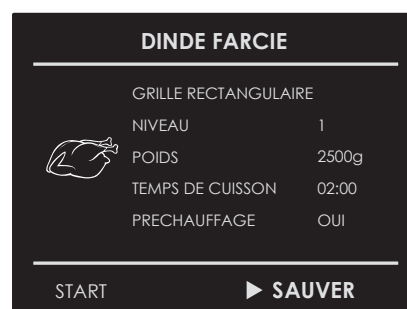 DINDE FARCIE
GRILLE RECTANGULAIRE
NIVEAU 1
POIDS 2500g
TEMPS DE CUISSON 02:00
PRECHAUFFAGE OUI
START ▶ SAUVER